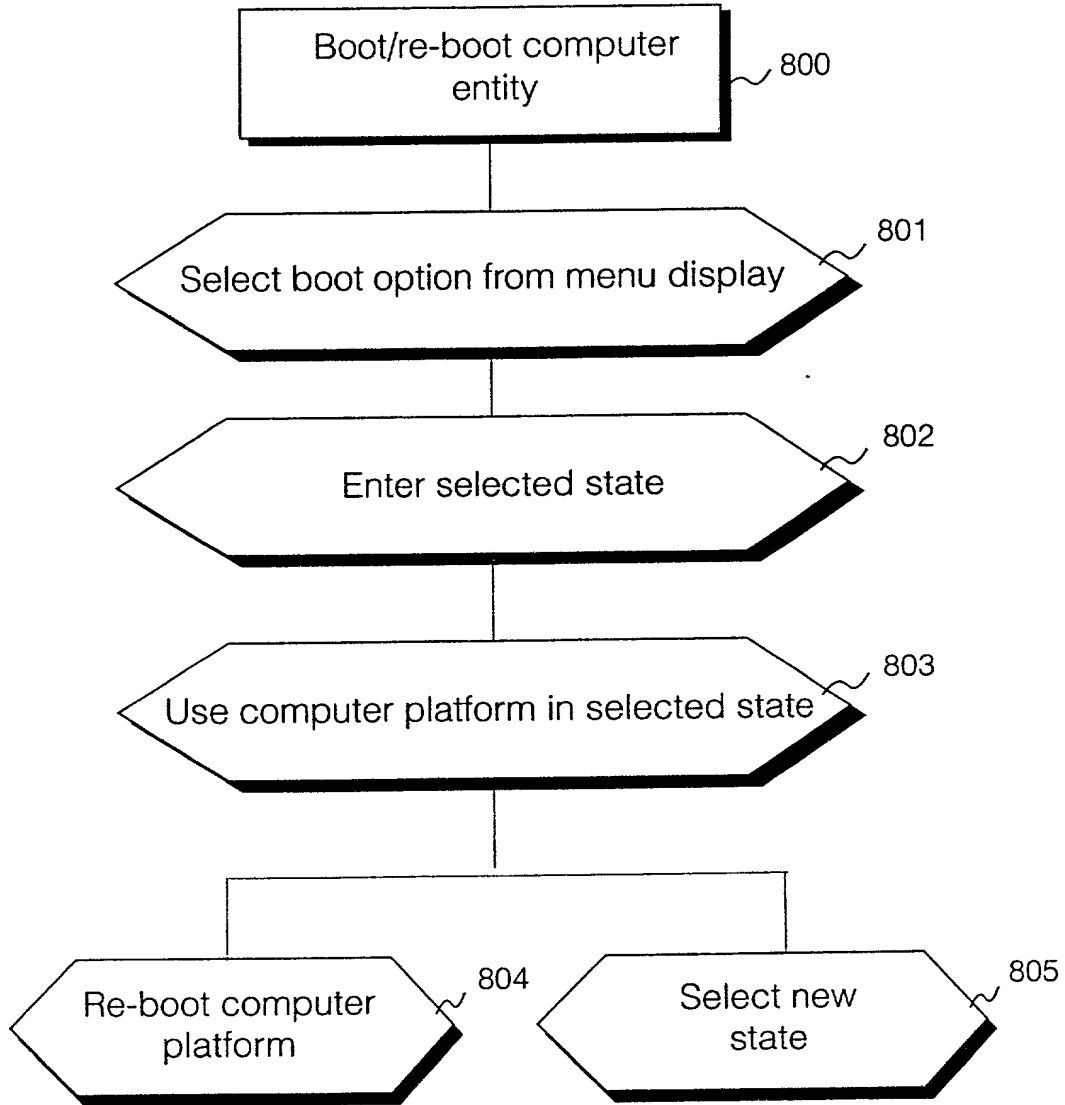 Boot/re-boot computer
entity
800
801
Select boot option from menu display
802
Enter selected state
803
Use computer platform in selected state
804
Re-boot computer
platform
805
Select new
state